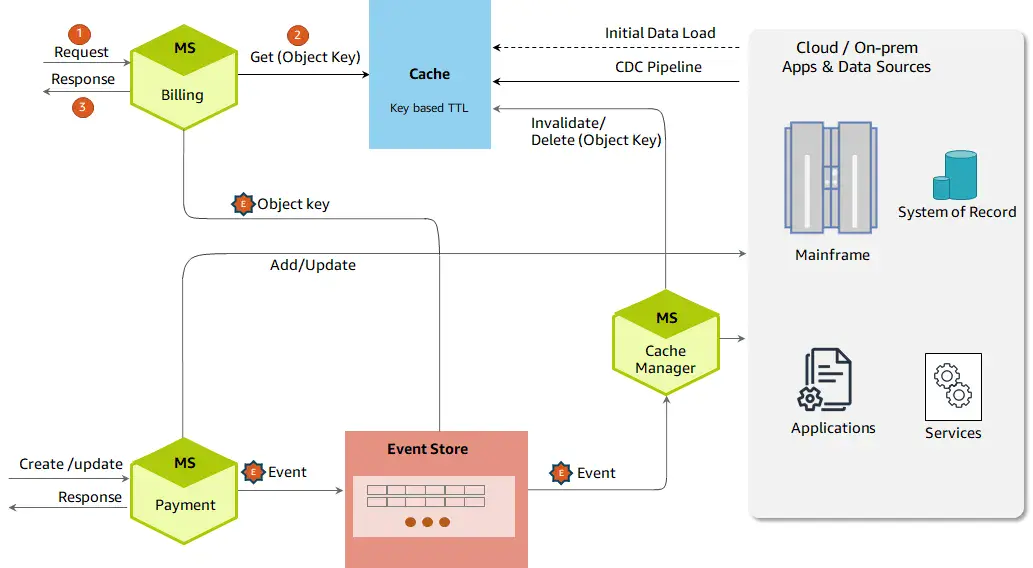 1
Request
Response
3
MS
Billing
2
Get (Object Key)
Cache
Key based TTL
Initial Data Load
CDC Pipeline
Invalidate/
Delete (Object Key)
Cloud / On-prem
Apps & Data Sources
Mainframe
System of Record
Applications
Services
E
Object key
Add/Update
MS
Cache
Manager
Create /update
Response
MS
Payment
E
Event
Event Store
E
Event